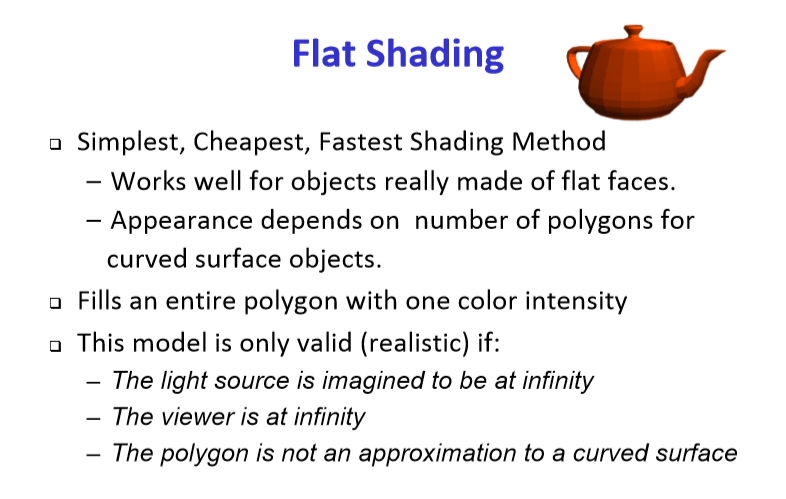 Flat Shading
❑ Simplest, Cheapest, Fastest Shading Method
– Works well for objects really made of flat faces.
– Appearance depends on  number of polygons for
curved surface objects.
❑ Fills an entire polygon with one color intensity
❑ This model is only valid (realistic) if:
– The light source is imagined to be at infinity
– The viewer is at infinity
– The polygon is not an approximation to a curved surface